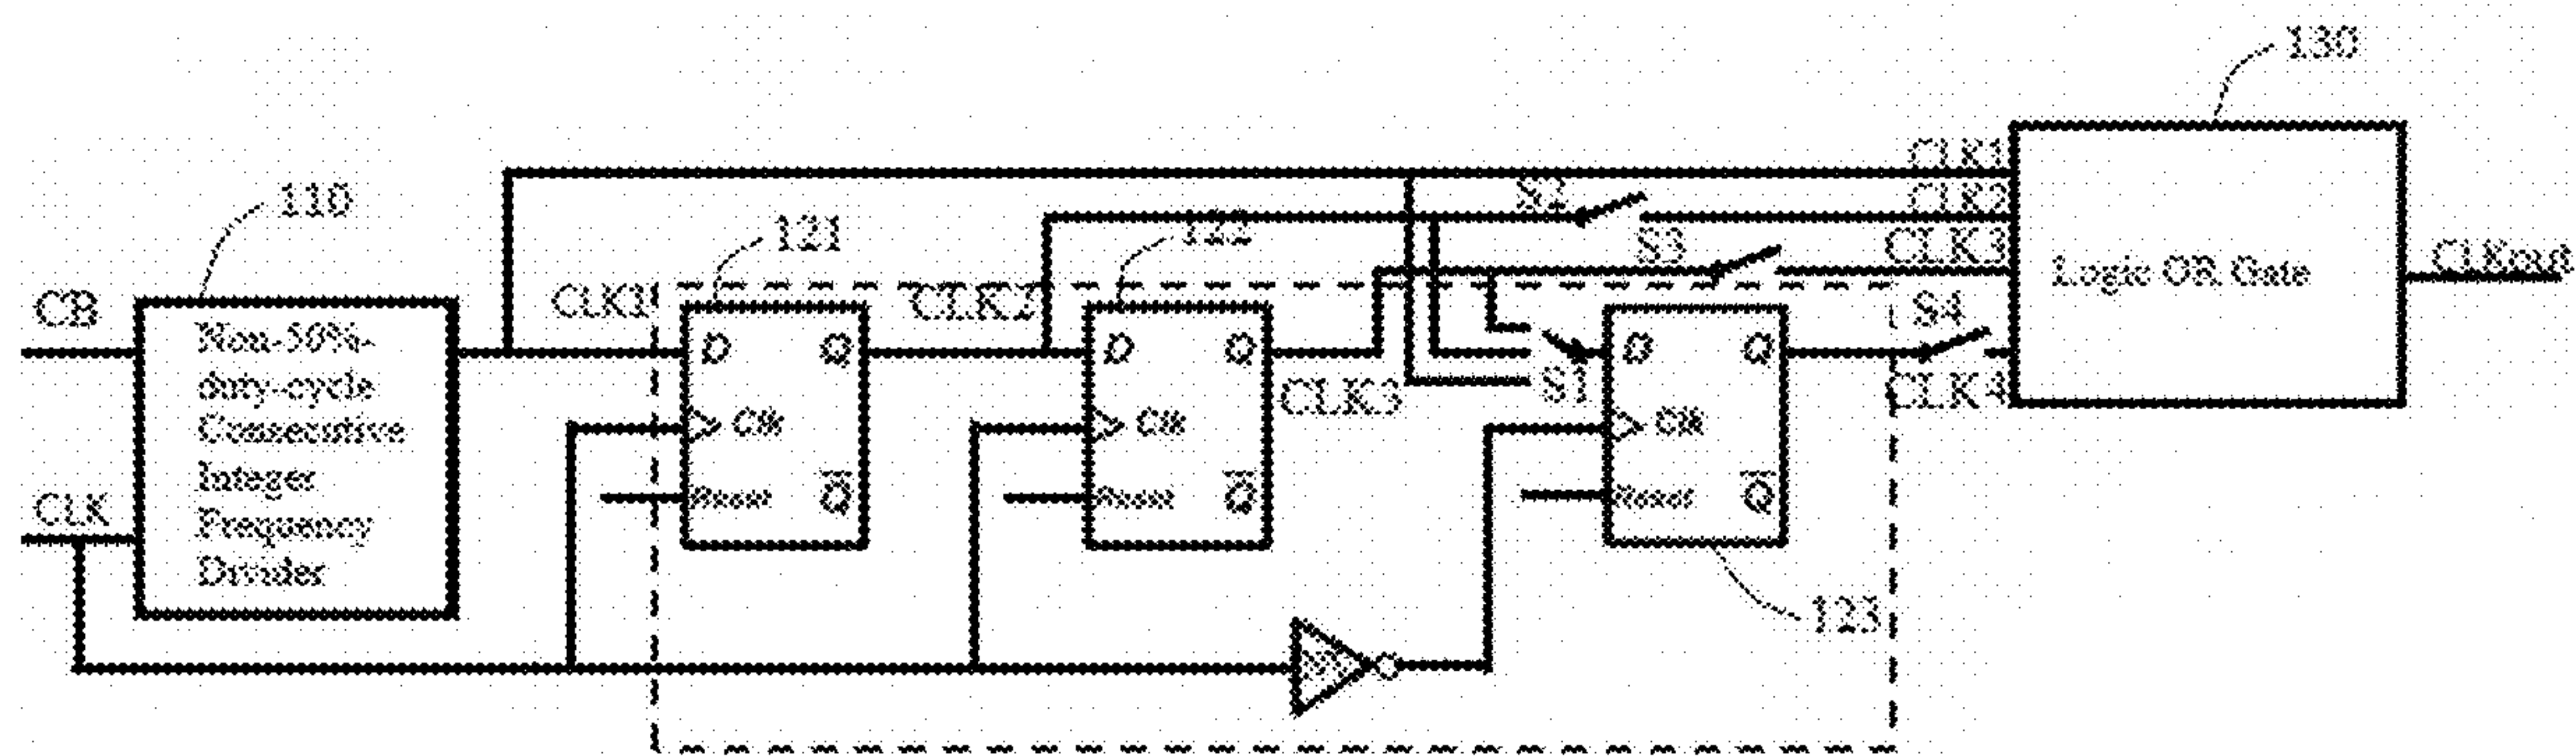 130
110
121
122
CB
CLK
Non-50%-
duty-cycle
Consecutive
Integer
Frequency
Divider
CLK1
D
Q
Clk
Reset
Q̅
CLK2
D
Q
Clk
Reset
Q̅
CLK3
S1
S2
S3
D
Q
Clk
Reset
Q̅
123
S4
CLK1
CLK2
CLK3
CLK4
Logic OR Gate
CLKout